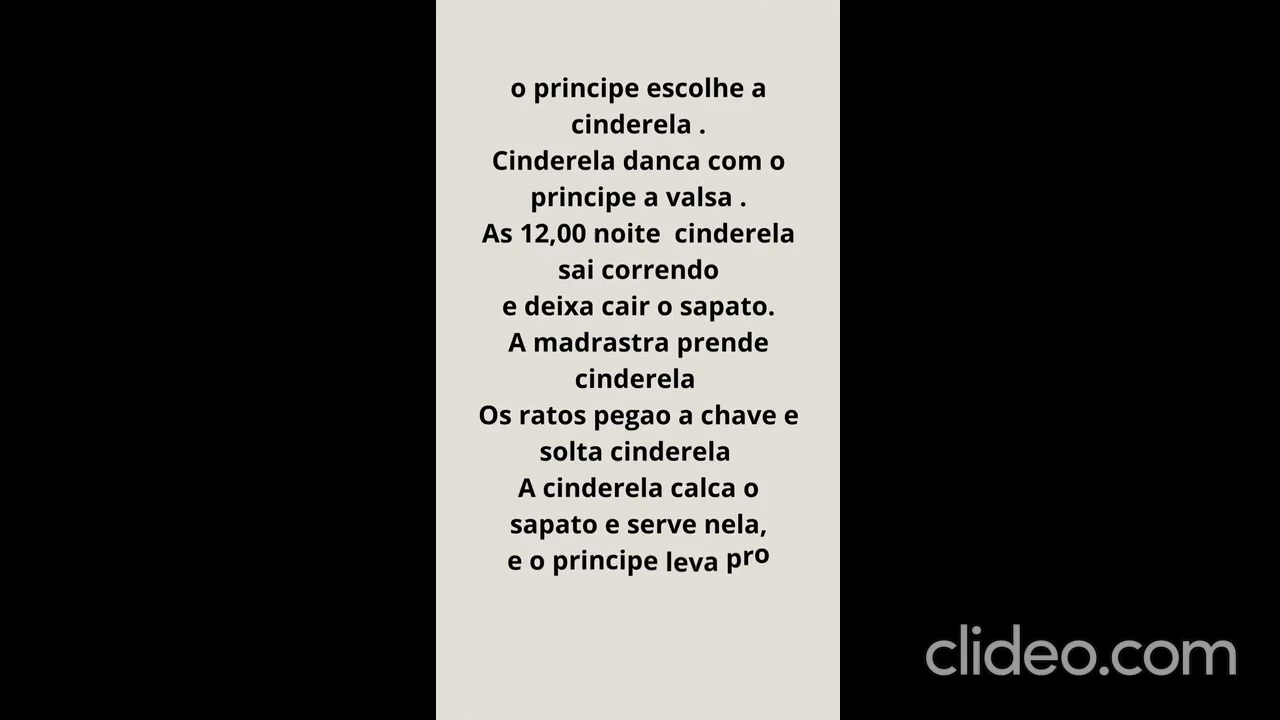 o principe escolhe a
cinderela .
Cinderela danca com o
principe a valsa .
As 12,00 noite  cinderela
sai correndo
e deixa cair o sapato.
A madrastra prende
cinderela
Os ratos pegao a chave e
solta cinderela
A cinderela calca o
sapato e serve nela,
e o principe leva pro
clideo.com